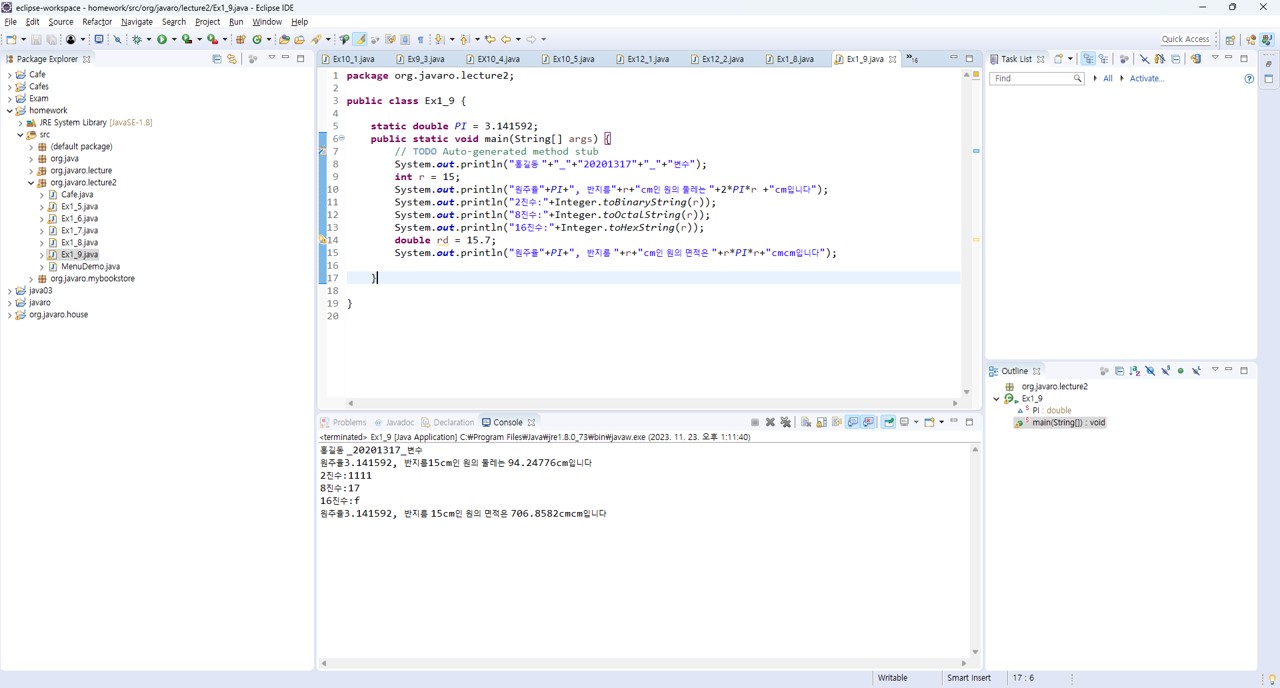 eclipse-workspace - homework/src/org/javaro/lecture2/Ex1_9.java - Eclipse IDE
File Edit Source Refactor Navigate Search Project Run Window Help
Quick Access
Package Explorer
Cafe
Cafes
Exam
homework
JRE System Library [JavaSE-1.8]
src
(default package)
org.java
org.javaro.lecture
org.javaro.lecture2
Cafe.java
Ex1_5.java
Ex1_6.java
Ex1_7.java
Ex1_8.java
Ex1_9.java
MenuDemo.java
org.javaro.mybookstore
java03
javaro
org.javaro.house
Ex10_1.java Ex9_3.java EX10_4.java Ex10_5.java Ex12_1.java Ex12_2.java Ex1_8.java Ex1_9.java »16
1 package org.javaro.lecture2;
2
3 public class Ex1_9 {
4
5 static double PI = 3.141592;
6 public static void main(String[] args) {
7 // TODO Auto-generated method stub
8 System.out.println("홍길동 "+"_"+"20201317"+"_"+"변수");
9 int r = 15;
10 System.out.println("원주율"+PI+", 반지름"+r+"cm인 원의 둘레는 "+2*PI*r +"cm입니다");
11 System.out.println("2진수:"+Integer.toBinaryString(r));
12 System.out.println("8진수:"+Integer.toOctalString(r));
13 System.out.println("16진수:"+Integer.toHexString(r));
14 double rd = 15.7;
15 System.out.println("원주율"+PI+", 반지름 "+r+"cm인 원의 면적은 "+r*PI*r+"cmcm입니다");
16
17 }
18
19 }
20
Problems Javadoc Declaration Console
<terminated> Ex1_9 [Java Application] C:₩Program Files₩Java₩jre1.8.0_73₩bin₩javaw.exe (2023. 11. 23. 오후 1:11:40)
홍길동 _20201317_변수
원주율3.141592, 반지름15cm인 원의 둘레는 94.24776cm입니다
2진수:1111
8진수:17
16진수:f
원주율3.141592, 반지름 15cm인 원의 면적은 706.8582cmcm입니다
Task List
Find All Activate...
Outline
org.javaro.lecture2
Ex1_9
PI : double
main(String[]) : void
Writable Smart Insert 17 : 6